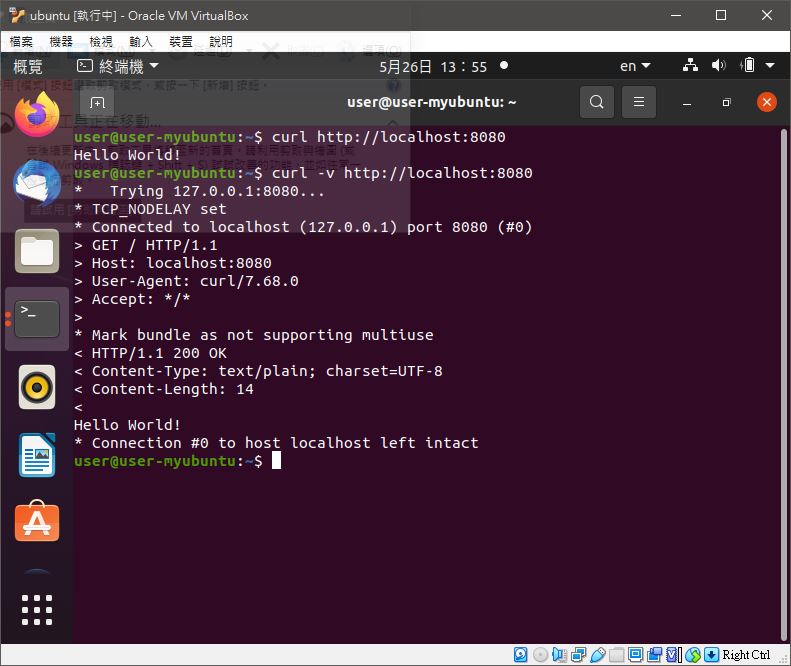 ubuntu [執行中] - Oracle VM VirtualBox
檔案 機器 檢視 輸入 裝置 說明
概覽 終端機 5月26日 13：55 en
user@user-myubuntu: ~
user@user-myubuntu:~$ curl http://localhost:8080
Hello World!
user@user-myubuntu:~$ curl -v http://localhost:8080
*   Trying 127.0.0.1:8080...
* TCP_NODELAY set
* Connected to localhost (127.0.0.1) port 8080 (#0)
> GET / HTTP/1.1
> Host: localhost:8080
> User-Agent: curl/7.68.0
> Accept: */*
>
* Mark bundle as not supporting multiuse
< HTTP/1.1 200 OK
< Content-Type: text/plain; charset=UTF-8
< Content-Length: 14
<
Hello World!
* Connection #0 to host localhost left intact
user@user-myubuntu:~$
Right Ctrl